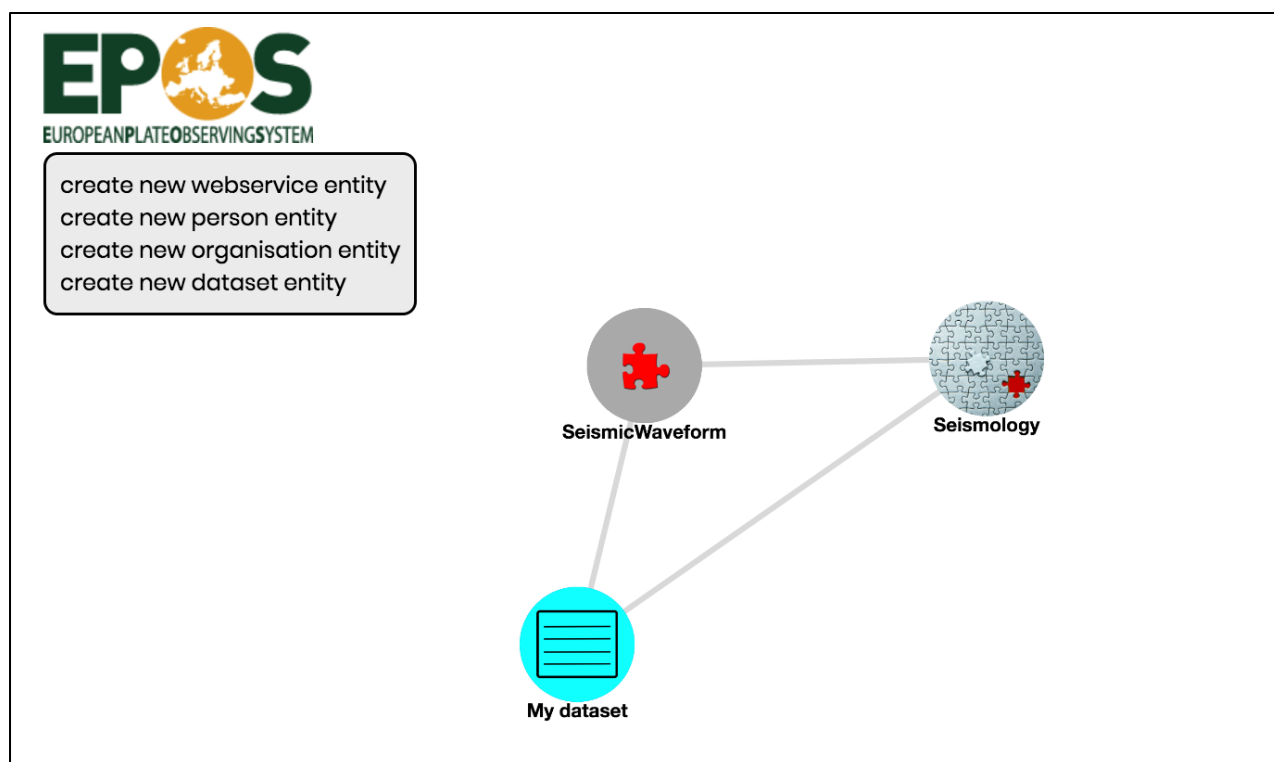 EPOS
EUROPEANPLATEOBSERVINGSYSTEM
create new webservice entity
create new person entity
create new organisation entity
create new dataset entity
SeismicWaveform
Seismology
My dataset